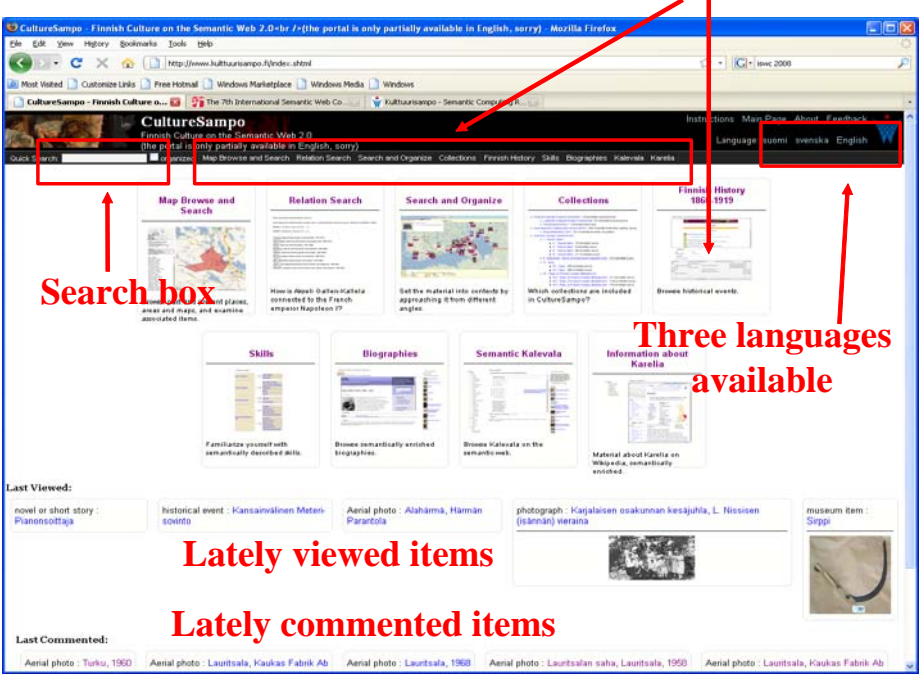 CultureSampo - Finnish Culture on the Semantic Web 2.0<br />(the portal is only partially available in English, sorry) - Mozilla Firefox
File Edit View History Bookmarks Tools Help
http://www.kulttuurisampo.fi/index.shtml
iswc 2008
Most Visited Customize Links Free Hotmail Windows Marketplace Windows Media Windows
CultureSampo - Finnish Culture o... The 7th International Semantic Web Co... Kulttuurisampo - Semantic Computing R...
CultureSampo
Instructions Main Page About Feedback
Finnish Culture on the Semantic Web 2.0
(the portal is only partially available in English, sorry)
Language: suomi svenska English
Quick Search: organized Map Browse and Search Relation Search Search and Organize Collections Finnish History Skills Biographies Kalevala Karelia
Map Browse and Search
associated items.
Relation Search
How is Akseli Gallen-Kallela connected to the French emperor Napoleon I?
Search and Organize
Set the material into contexts by approaching it from different angles.
Collections
Which collections are included in CultureSampo?
Finnish History
Browse historical events.
Search box
Three languages
available
Skills
Familiarize yourself with semantically described skills.
Biographies
Browse semantically enriched biographies.
Semantic Kalevala
Browse Kalevala on the semantic web.
Information about Karelia
Material about Karelia on Wikipedia, semantically enriched.
Last Viewed:
novel or short story :
Pianonsoittaja
historical event : Kansainvälinen Meteri-
sovinto
Aerial photo : Alahärmä, Härmän
Parantola
photograph : Karjalaisen osakunnan kesäjuhla, L. Nissisen
(isännän) vieraina
museum item :
Sirppi
Lately viewed items
Lately commented items
Last Commented:
Aerial photo : Turku, 1960 Aerial photo : Lauritsala, Kaukas Fabrik Ab Aerial photo : Lauritsala, 1968 Aerial photo : Lauritsalan saha, Lauritsala, 1958 Aerial photo : Lauritsala, Kaukas Fabrik Ab